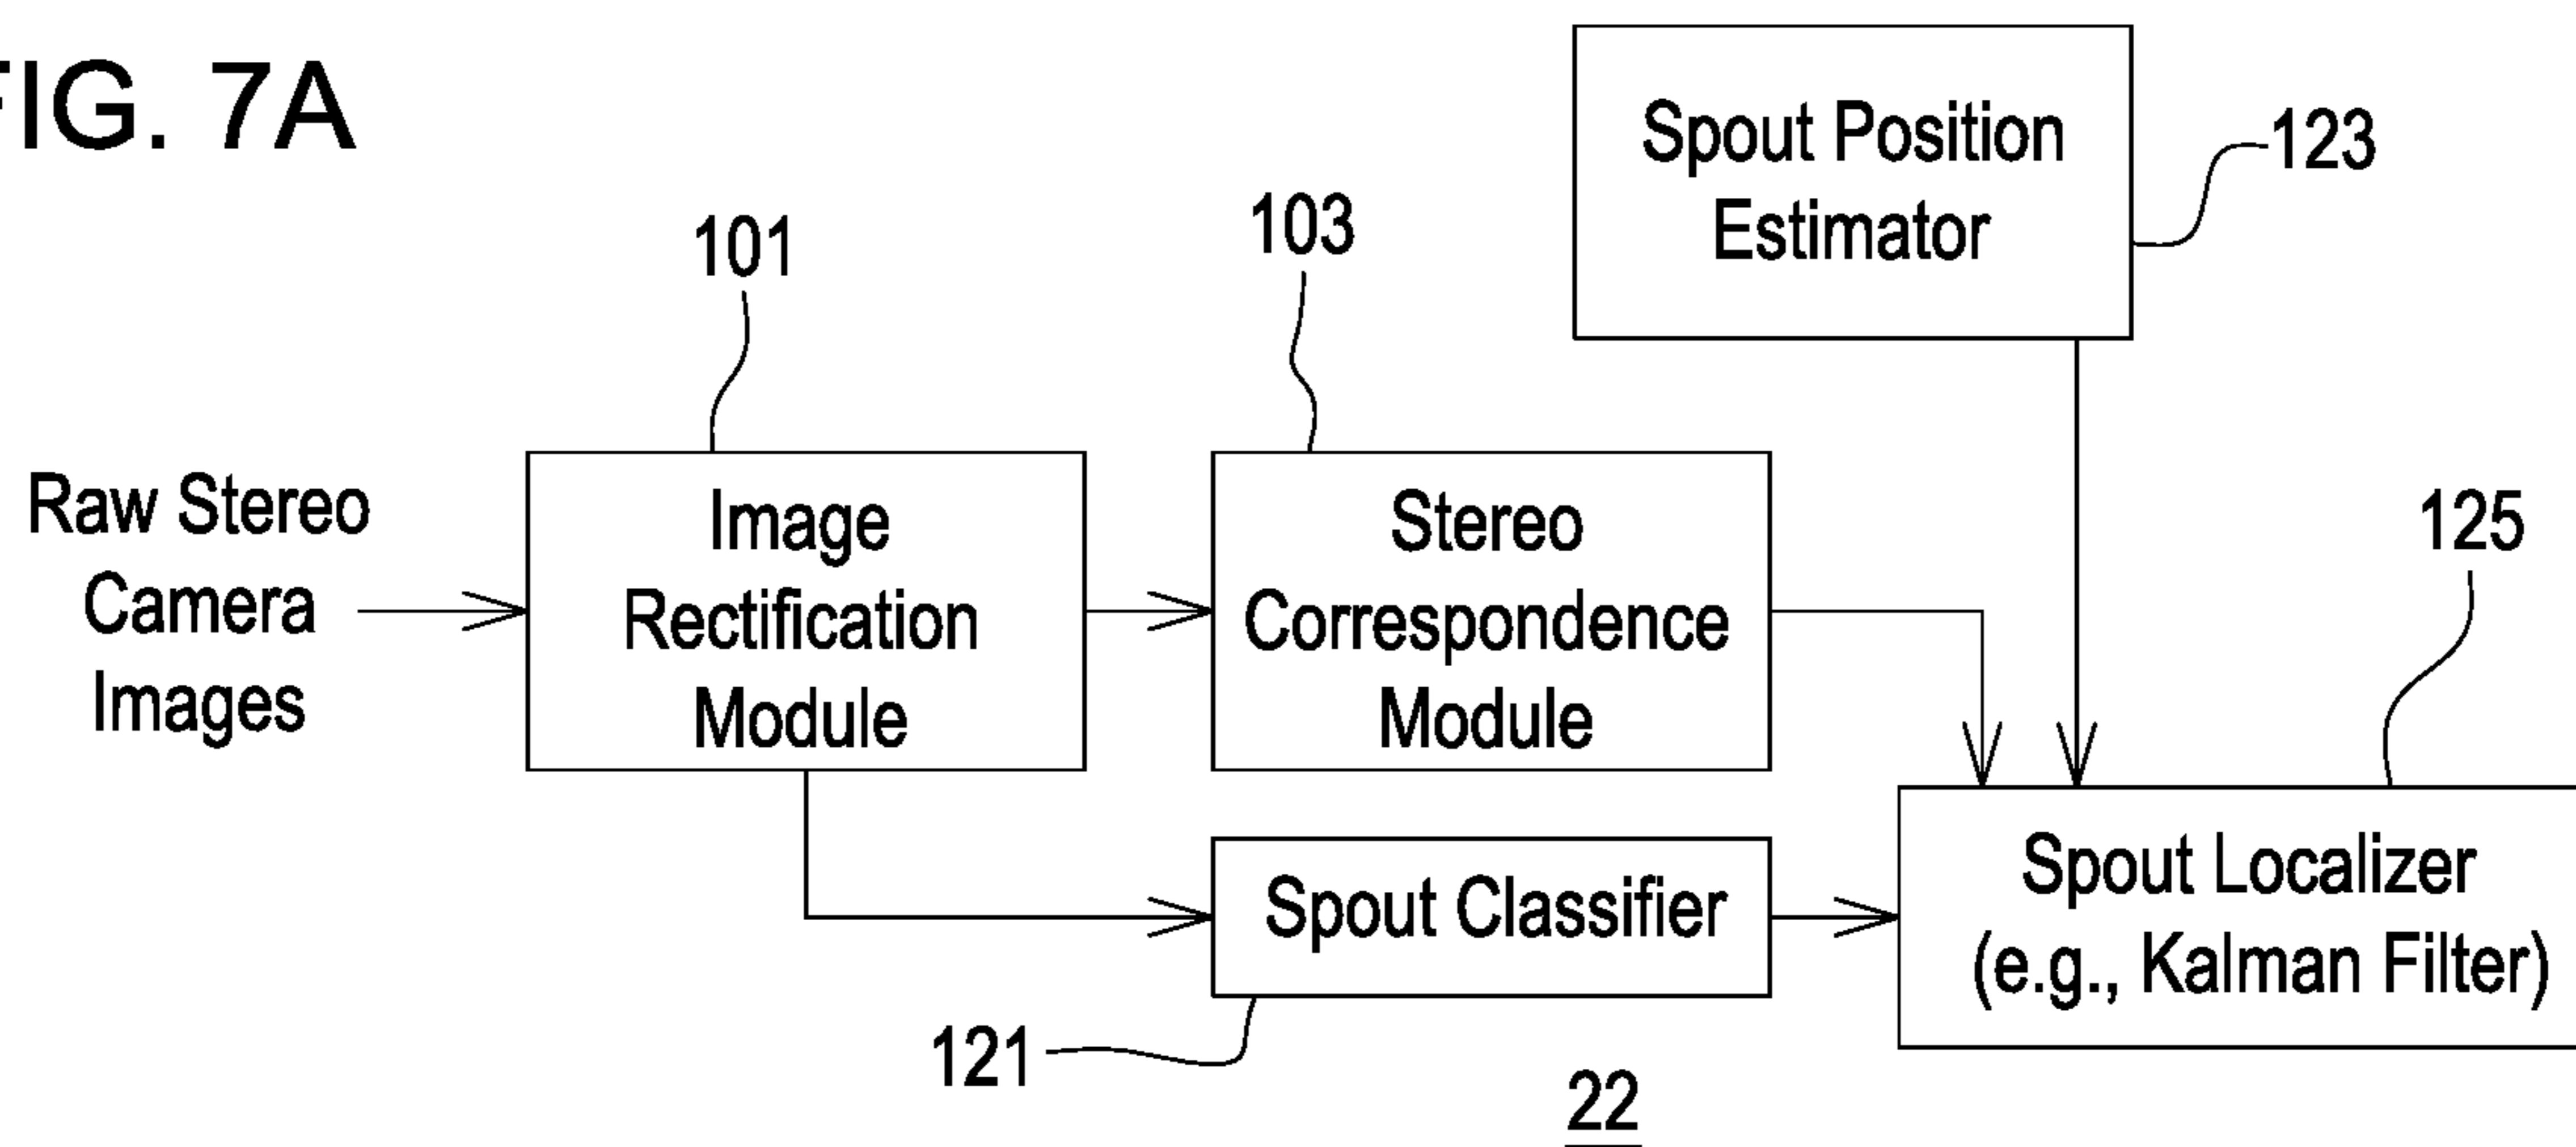 FIG. 7A
Spout Position
Estimator
123
101
103
Raw Stereo
Camera
Images
Image
Rectification
Module
Stereo
Correspondence
Module
125
Spout Classifier
Spout Localizer
(e.g., Kalman Filter)
121
22